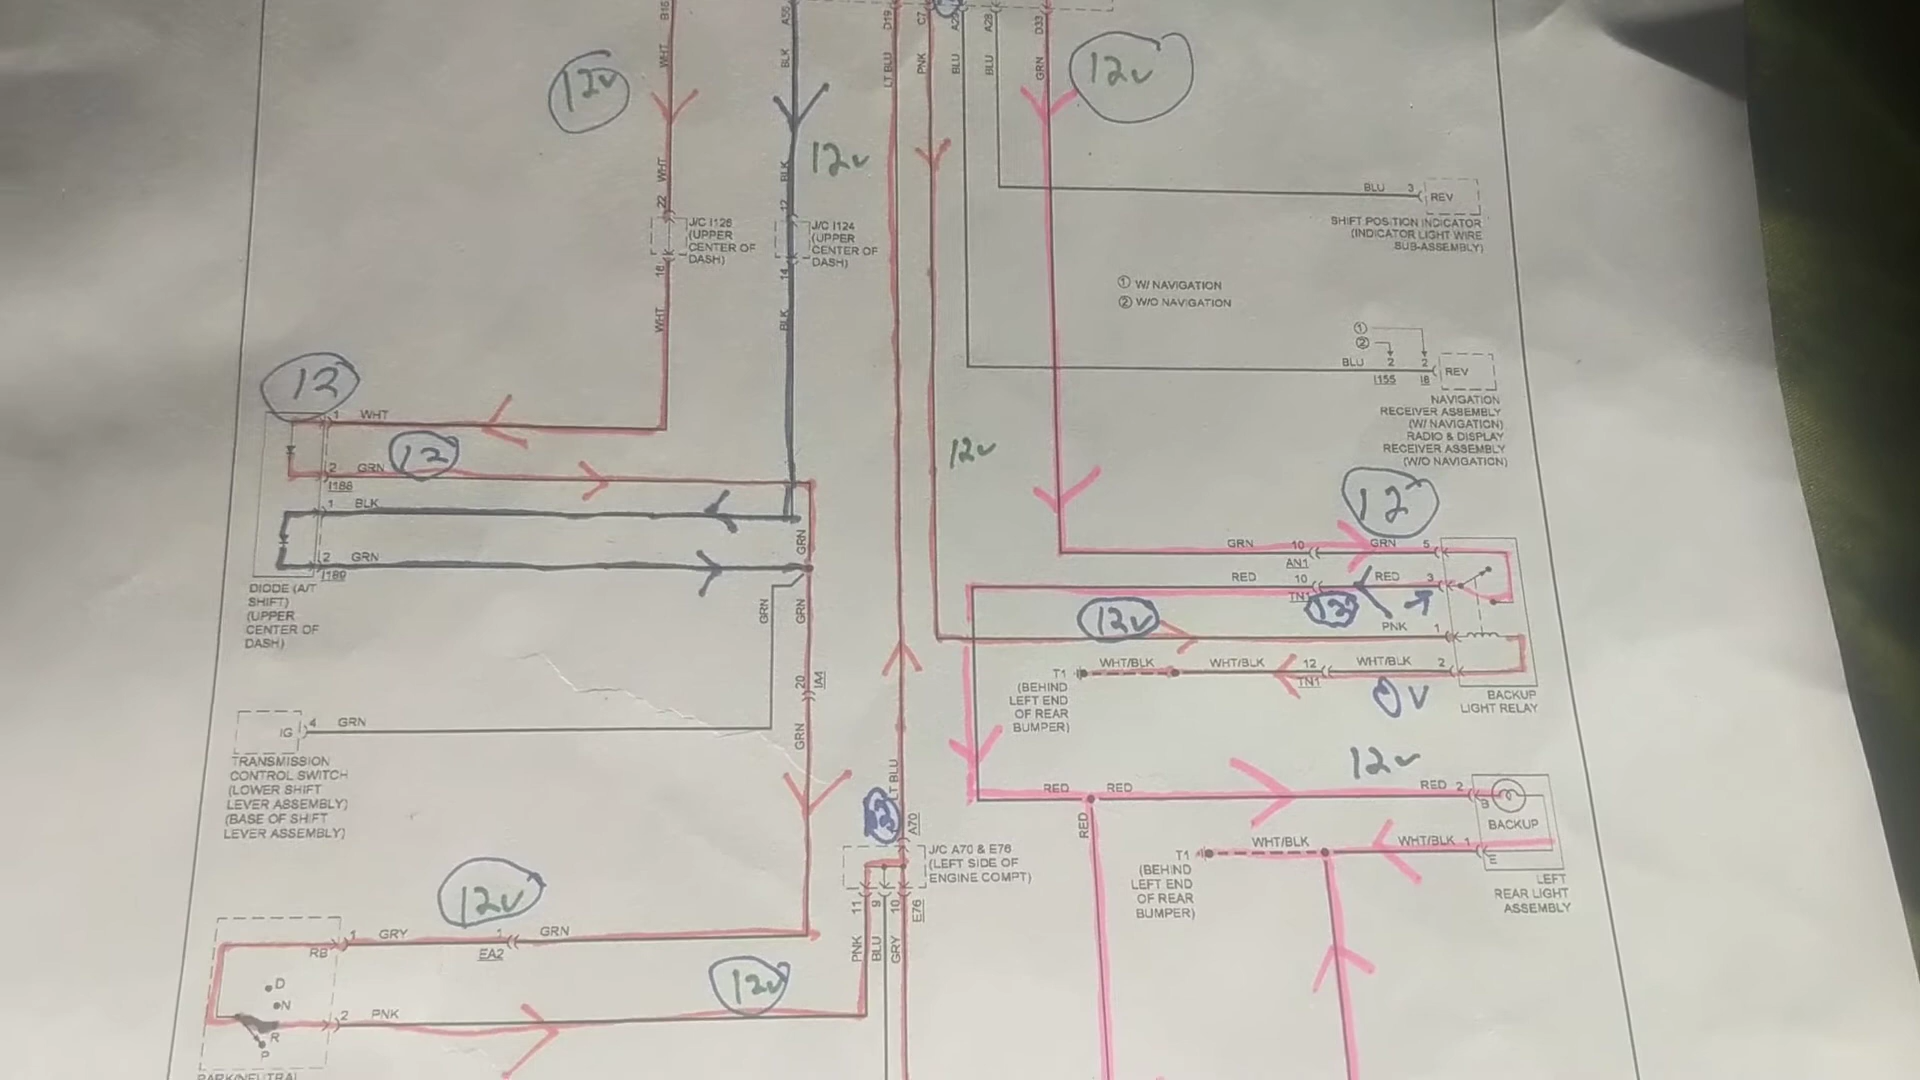 B16
A56
D19
C7
A28
D33
WHT
BLK
LT BLU
PNK
BLU
BLU
GRN
12v
12v
12v
WHT
BLK
22
12
J/C I126
(UPPER
CENTER OF
DASH)
J/C I124
(UPPER
CENTER OF
DASH)
16
14
WHT
BLK
BLU 3
REV
SHIFT POSITION INDICATOR
(INDICATOR LIGHT WIRE
SUB-ASSEMBLY)
① W/ NAVIGATION
② W/O NAVIGATION
①
②
BLU 2 2
REV
I155 I8
NAVIGATION
RECEIVER ASSEMBLY
(W/ NAVIGATION)
RADIO & DISPLAY
RECEIVER ASSEMBLY
(W/O NAVIGATION)
12
1 WHT
12
2 GRN
I188
1 BLK
2 GRN
I189
DIODE (A/T
SHIFT)
(UPPER
CENTER OF
DASH)
GRN
GRN
GRN
20
IA4
GRN
12v
12
GRN 10 GRN 5
AN1
RED 10 RED 3
TN1
12v
PNK 1
T1 WHT/BLK WHT/BLK 12 WHT/BLK 2
TN1
(BEHIND
LEFT END
OF REAR
BUMPER)
0v
BACKUP
LIGHT RELAY
IG 4 GRN
TRANSMISSION
CONTROL SWITCH
(LOWER SHIFT
LEVER ASSEMBLY)
(BASE OF SHIFT
LEVER ASSEMBLY)
LT BLU
A70
J/C A70 & E76
(LEFT SIDE OF
ENGINE COMPT)
11
9
10
E76
PNK
BLU
GRY
12v
RED RED RED 2
B
BACKUP
RED
T1 WHT/BLK WHT/BLK 1
E
(BEHIND
LEFT END
OF REAR
BUMPER)
LEFT
REAR LIGHT
ASSEMBLY
12v
RB 1 GRY 1 GRN
EA2
D
N
R
P
2 PNK
12v
PARK/NEUTRAL